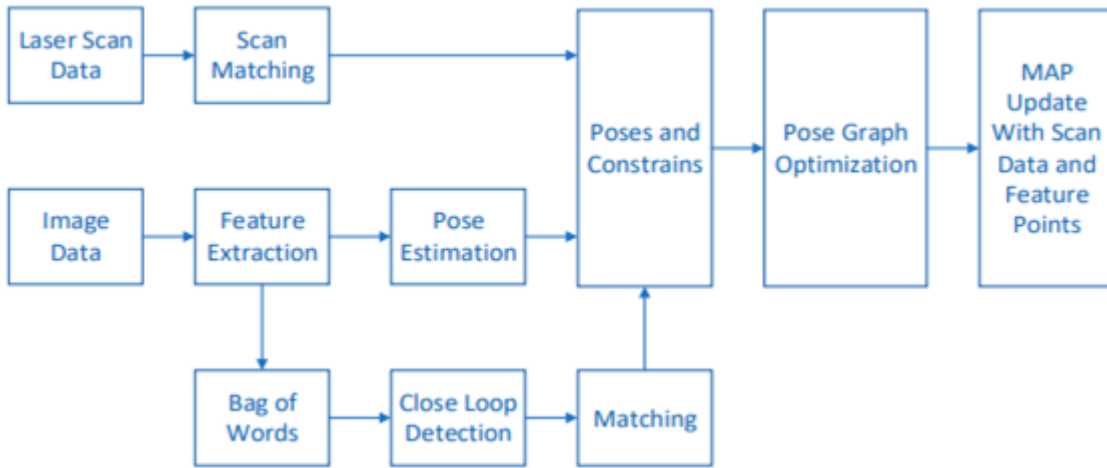 Laser Scan
Data
Scan
Matching
Poses and
Constrains
Pose Graph
Optimization
MAP
Update
With Scan
Data and
Feature
Points
Image
Data
Feature
Extraction
Pose
Estimation
Bag of
Words
Close Loop
Detection
Matching